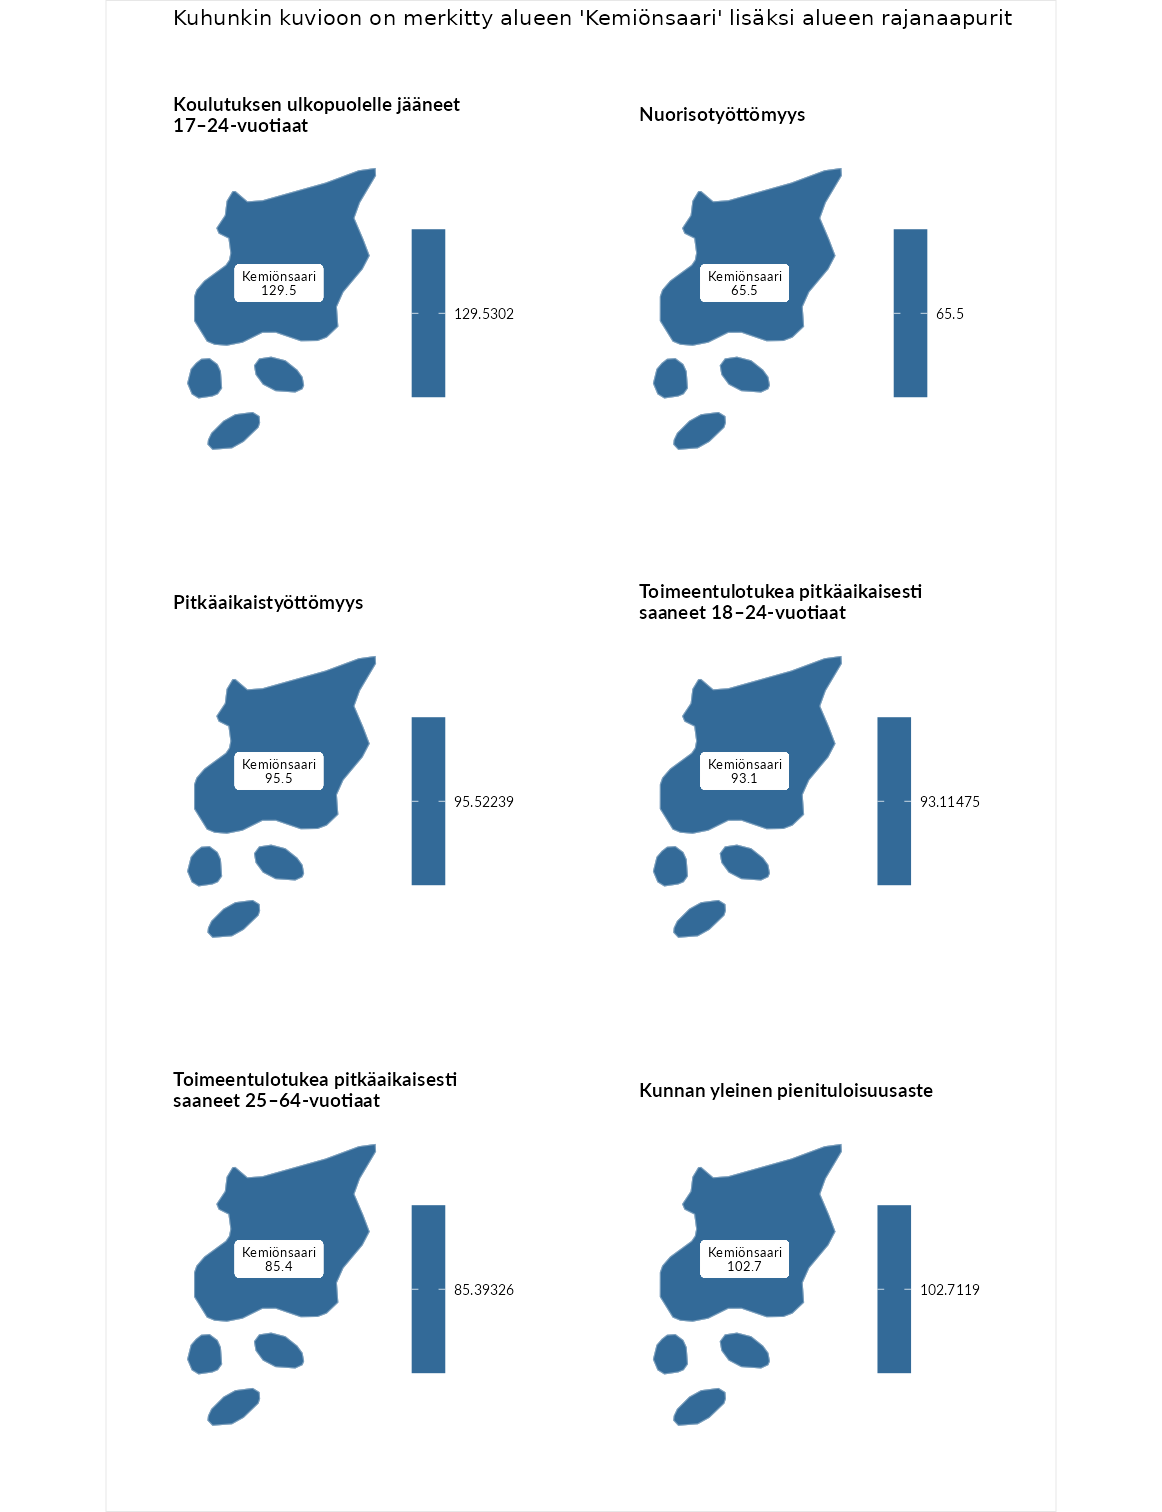 Kuhunkin kuvioon on merkitty alueen 'Kemiönsaari' lisäksi alueen rajanaapurit
Koulutuksen ulkopuolelle jääneet
17–24-vuotiaat
Kemiönsaari
129.5
129.5302
Nuorisotyöttömyys
Kemiönsaari
65.5
65.5
Pitkäaikaistyöttömyys
Kemiönsaari
95.5
95.52239
Toimeentulotukea pitkäaikaisesti
saaneet 18–24-vuotiaat
Kemiönsaari
93.1
93.11475
Toimeentulotukea pitkäaikaisesti
saaneet 25–64-vuotiaat
Kemiönsaari
85.4
85.39326
Kunnan yleinen pienituloisuusaste
Kemiönsaari
102.7
102.7119